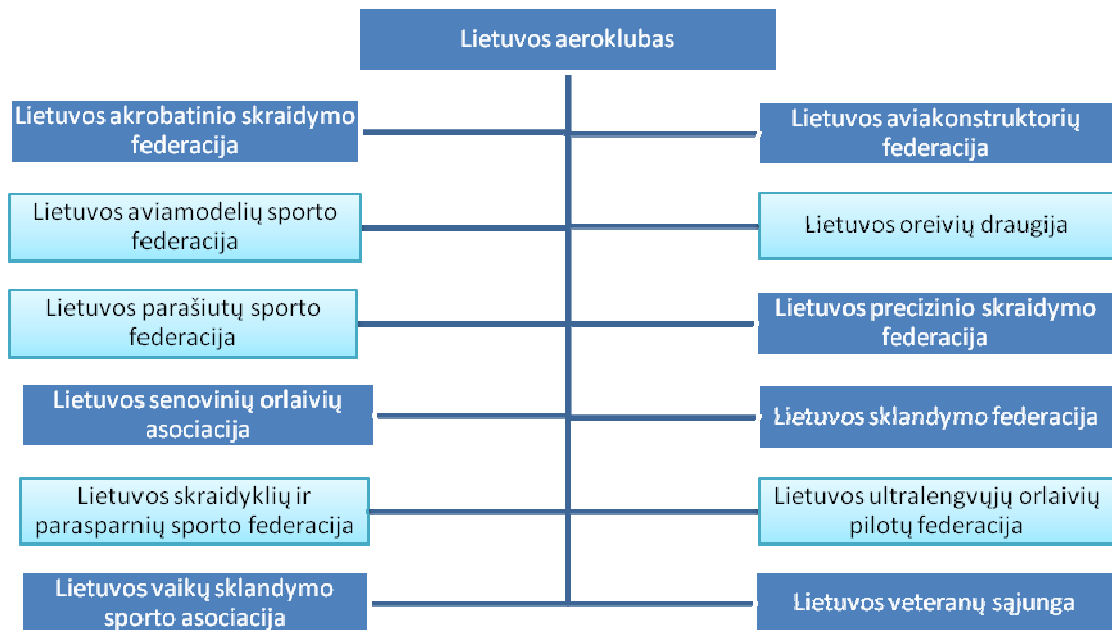 Lietuvos aeroklubas
Lietuvos akrobatinio skraidymo
federacija
Lietuvos aviakonstruktorių
federacija
Lietuvos aviamodelių sporto
federacija
Lietuvos oreivių draugija
Lietuvos parašiutų sporto
federacija
Lietuvos precizinio skraidymo
federacija
Lietuvos senovinių orlaivių
asociacija
Lietuvos sklandymo federacija
Lietuvos skraidyklių ir
parasparnių sporto federacija
Lietuvos ultralengvųjų orlaivių
pilotų federacija
Lietuvos vaikų sklandymo
sporto asociacija
Lietuvos veteranų sąjunga